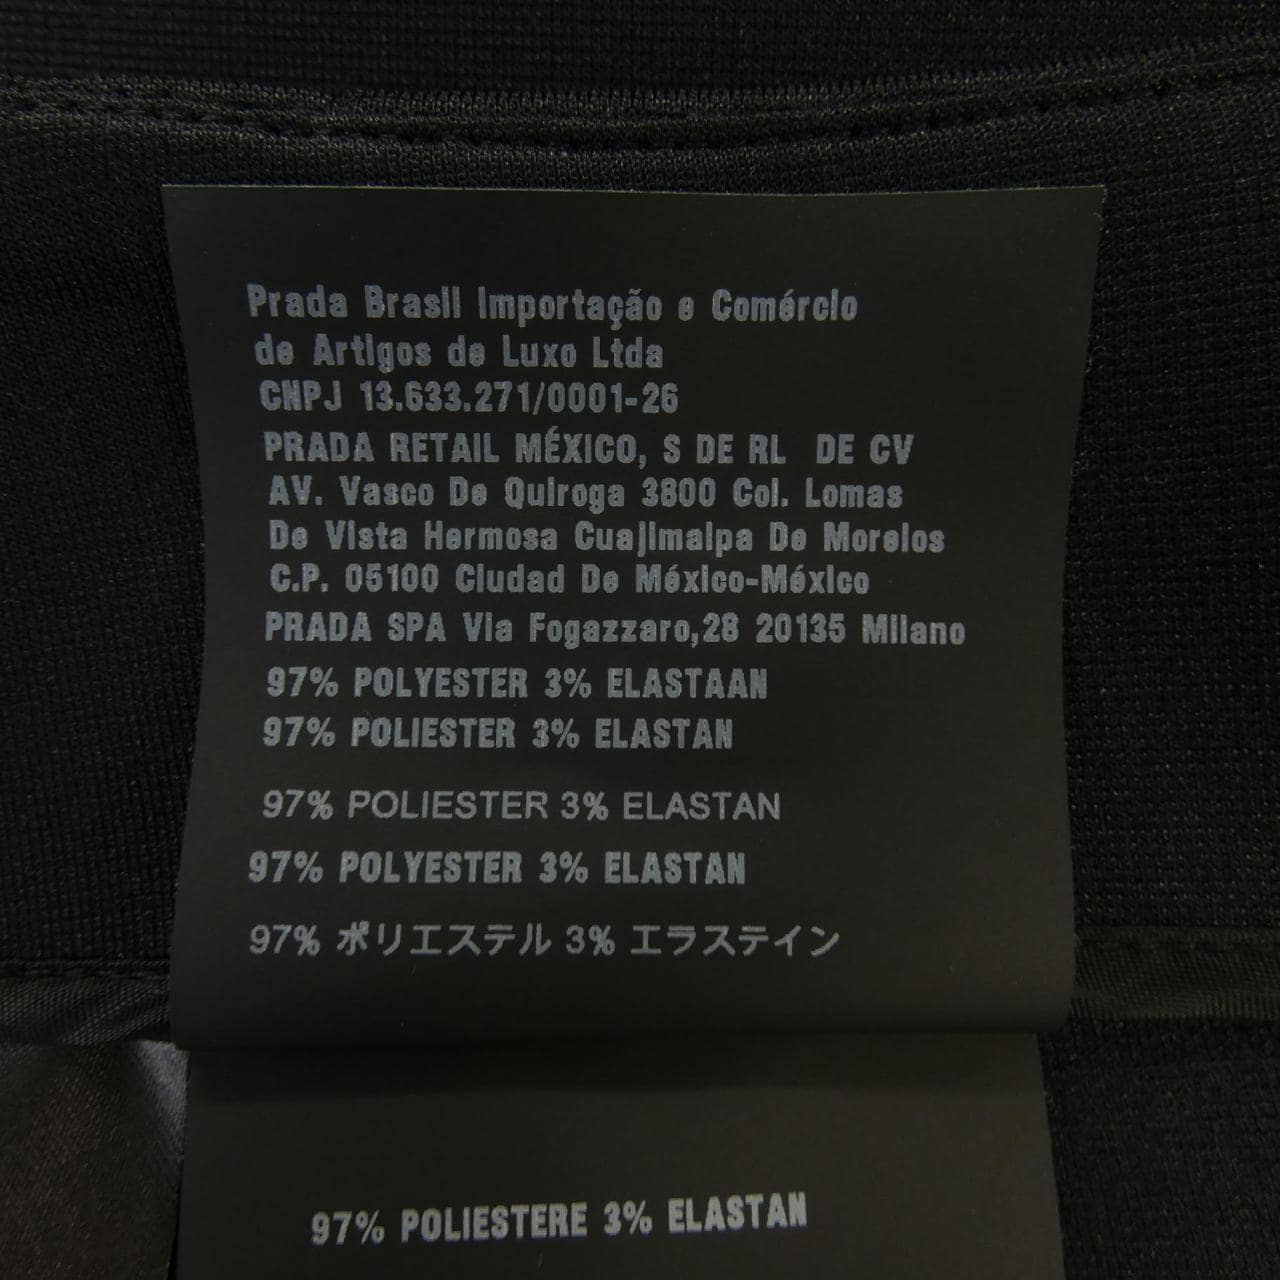 Prada Brasil Importação e Comércio
de Artigos de Luxo Ltda
CNPJ 13.633.271/0001-26
PRADA RETAIL MÉXICO, S DE RL DE CV
AV. Vasco De Quiroga 3800 Col. Lomas
De Vista Hermosa Cuajimalpa De Morelos
C.P. 05100 Ciudad De México-México
PRADA SPA Via Fogazzaro,28 20135 Milano
97% POLYESTER 3% ELASTAAN
97% POLIESTER 3% ELASTAN
97% POLIESTER 3% ELASTAN
97% POLYESTER 3% ELASTAN
97% ポリエステル 3% エラステイン
97% POLIESTERE 3% ELASTAN